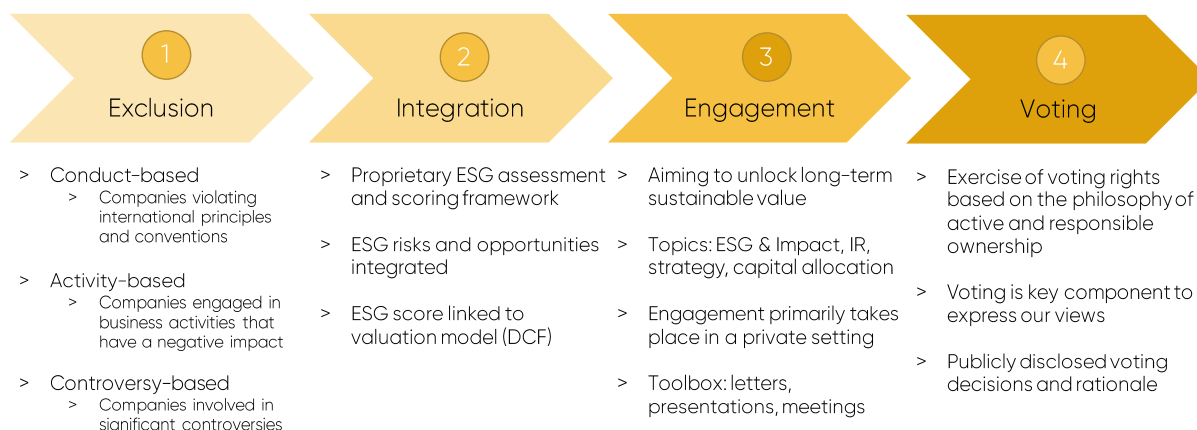 1
Exclusion
> Conduct-based
> Companies violating
international principles
and conventions
> Activity-based
> Companies engaged in
business activities that
have a negative impact
> Controversy-based
> Companies involved in
significant controversies
2
Integration
> Proprietary ESG assessment
and scoring framework
> ESG risks and opportunities
integrated
> ESG score linked to
valuation model (DCF)
3
Engagement
> Aiming to unlock long-term
sustainable value
> Topics: ESG & Impact, IR,
strategy, capital allocation
> Engagement primarily takes
place in a private setting
> Toolbox: letters,
presentations, meetings
4
Voting
> Exercise of voting rights
based on the philosophy of
active and responsible
ownership
> Voting is key component to
express our views
> Publicly disclosed voting
decisions and rationale